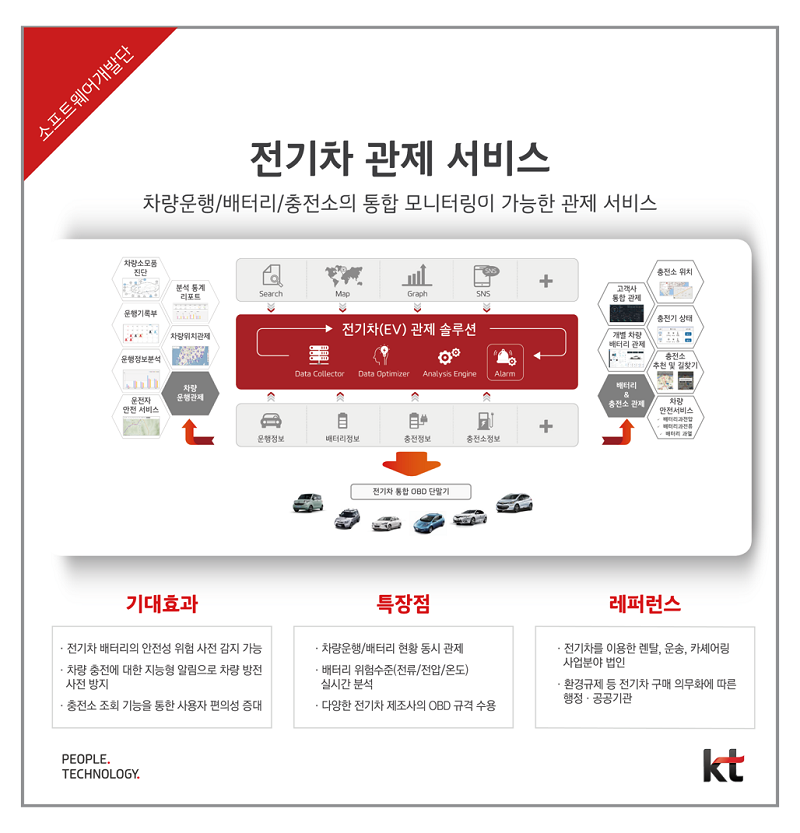 소프트웨어개발단
전기차 관제 서비스
차량운행/배터리/충전소의 통합 모니터링이 가능한 관제 서비스
차량소모품
진단
분석 통계
리포트
운행기록부
차량위치관제
운행정보분석
차량
운행관제
운전자
안전 서비스
Search
Map
Graph
SNS
SNS
+
전기차(EV) 관제 솔루션
Data Collector
Data Optimizer
Analysis Engine
Alarm
운행정보
배터리정보
충전정보
충전소정보
+
충전소 위치
고객사
통합 관제
충전기 상태
개별 차량
배터리 관제
충전소
추천 및 길찾기
배터리
&
충전소 관제
차량
안전서비스
배터리과전압
배터리과전류
배터리 과열
전기차 통합 OBD 단말기
기대효과
· 전기차 배터리의 안전성 위험 사전 감지 가능
· 차량 충전에 대한 지능형 알림으로 차량 방전
사전 방지
· 충전소 조회 기능을 통한 사용자 편의성 증대
특장점
· 차량운행/배터리 현황 동시 관제
· 배터리 위험수준(전류/전압/온도)
실시간 분석
· 다양한 전기차 제조사의 OBD 규격 수용
레퍼런스
· 전기차를 이용한 렌탈, 운송, 카셰어링
사업분야 법인
· 환경규제 등 전기차 구매 의무화에 따른
행정 · 공공기관
PEOPLE.
TECHNOLOGY.
kt